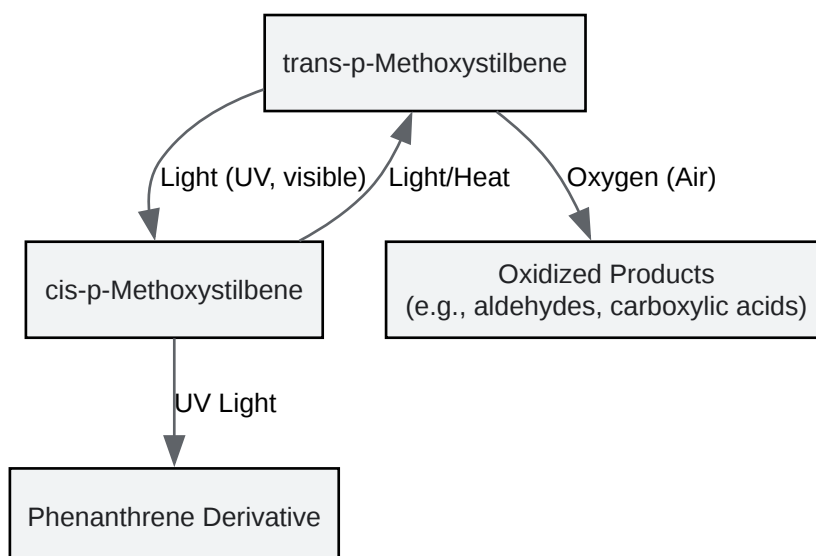 trans-p-Methoxystilbene
Light (UV, visible)
Light/Heat
Oxygen (Air)
cis-p-Methoxystilbene
Oxidized Products
(e.g., aldehydes, carboxylic acids)
UV Light
Phenanthrene Derivative